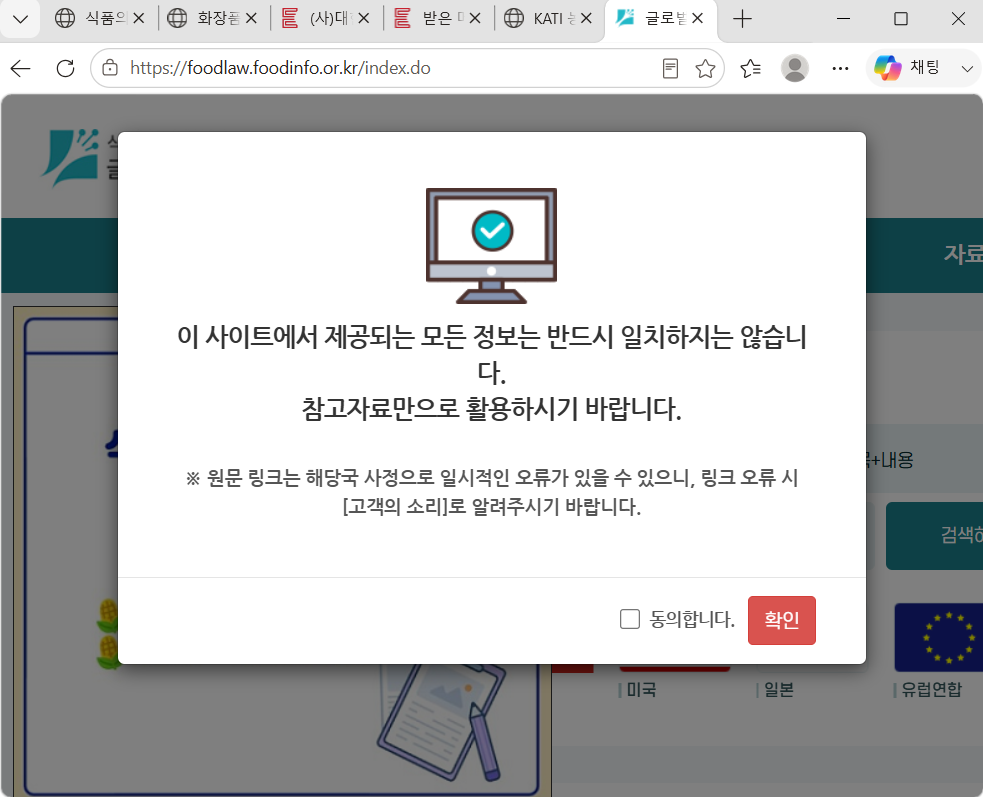 식품의
화장품
(사)대한
받은 
KATI 농
글로벌
https://foodlaw.foodinfo.or.kr/index.do
채팅
자료
이 사이트에서 제공되는 모든 정보는 반드시 일치하지는 않습니
다.
참고자료만으로 활용하시기 바랍니다.
+내용
※ 원문 링크는 해당국 사정으로 일시적인 오류가 있을 수 있으니, 링크 오류 시
[고객의 소리]로 알려주시기 바랍니다.
검색하
동의합니다.
확인
미국
일본
유럽연합